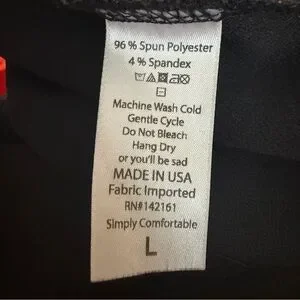 96 % Spun Polyester
4 % Spandex
Machine Wash Cold
Gentle Cycle
Do Not Bleach
Hang Dry
or you'll be sad
MADE IN USA
Fabric Imported
RN#142161
Simply Comfortable
L